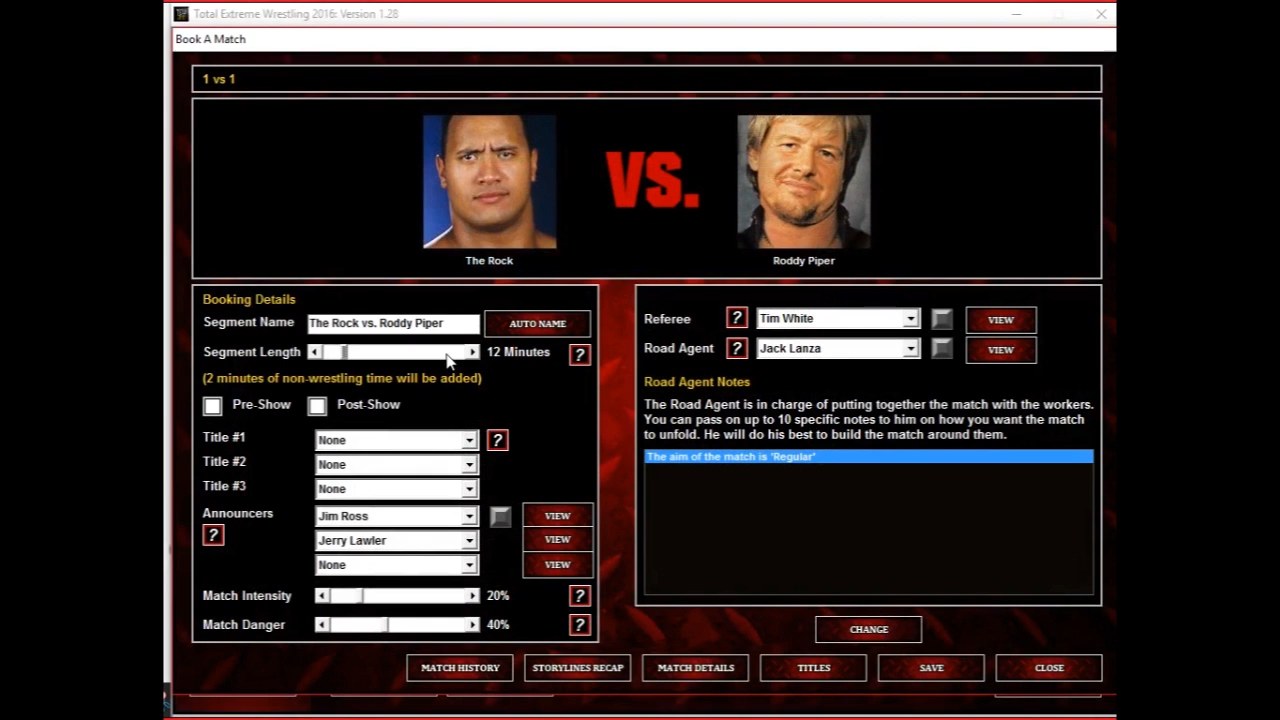 Total Extreme Wrestling 2016: Version 1.28
Book A Match
1 vs 1
VS.
The Rock
Roddy Piper
Booking Details
Segment Name
The Rock vs. Roddy Piper
AUTO NAME
Segment Length
12 Minutes
?
(2 minutes of non-wrestling time will be added)
Pre-Show
Post-Show
Title #1
None
?
Title #2
None
Title #3
None
Announcers
Jim Ross
VIEW
?
Jerry Lawler
VIEW
None
VIEW
Match Intensity
20%
?
Match Danger
40%
?
Referee
?
Tim White
VIEW
Road Agent
?
Jack Lanza
VIEW
Road Agent Notes
The Road Agent is in charge of putting together the match with the workers.
You can pass on up to 10 specific notes to him on how you want the match
to unfold. He will do his best to build the match around them.
The aim of the match is 'Regular'
CHANGE
MATCH HISTORY
STORYLINES RECAP
MATCH DETAILS
TITLES
SAVE
CLOSE